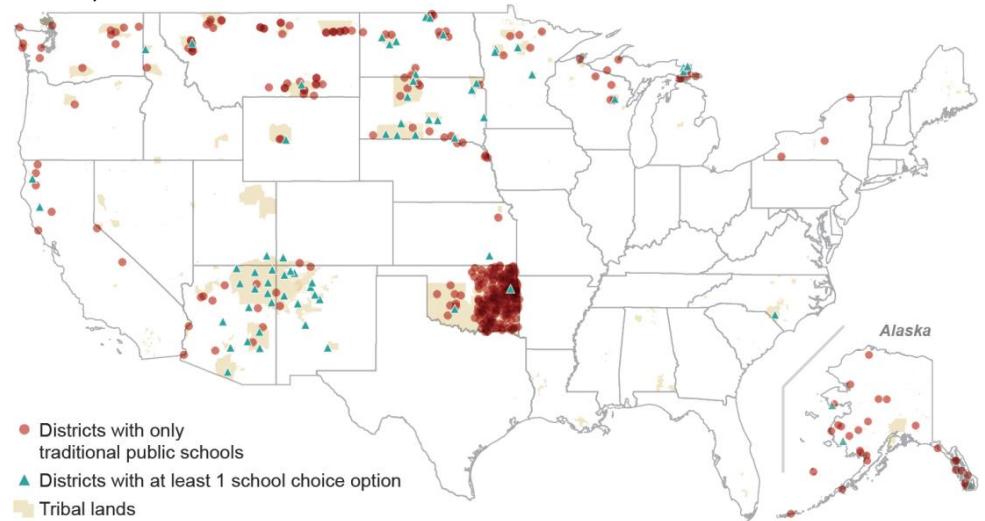 Alaska
Districts with only
traditional public schools
Districts with at least 1 school choice option
Tribal lands